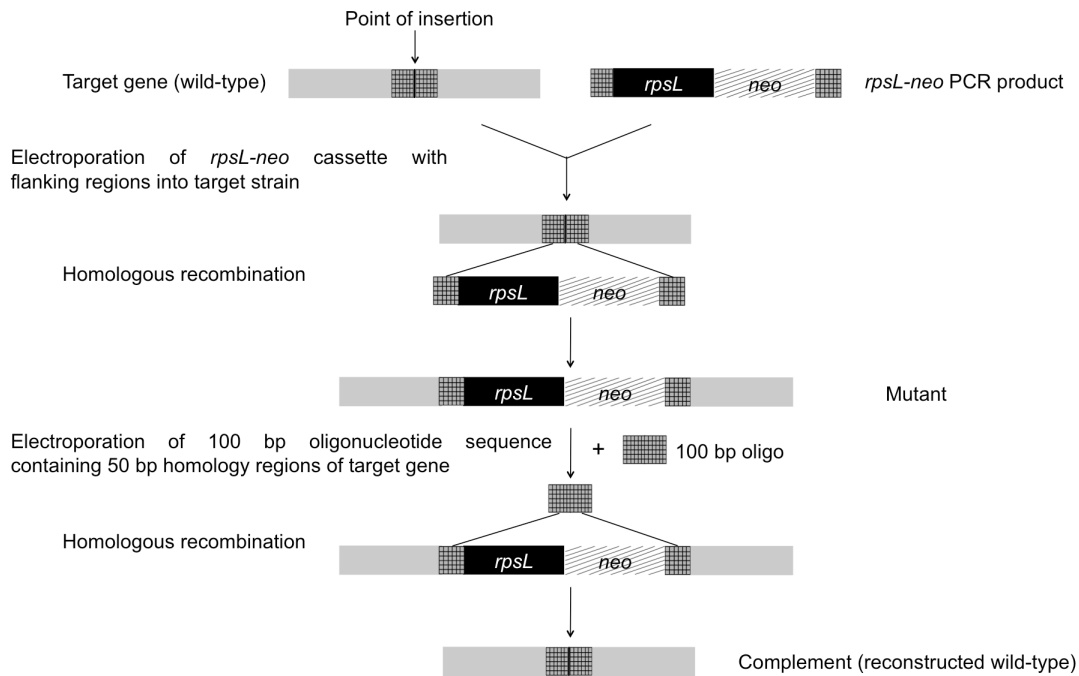 Point of insertion
Target gene (wild-type)
rpsL
neo
rpsL-neo PCR product
Electroporation of rpsL-neo cassette with
flanking regions into target strain
Homologous recombination
rpsL
neo
rpsL
neo
Mutant
Electroporation of 100 bp oligonucleotide sequence
containing 50 bp homology regions of target gene
+
100 bp oligo
Homologous recombination
rpsL
neo
Complement (reconstructed wild-type)